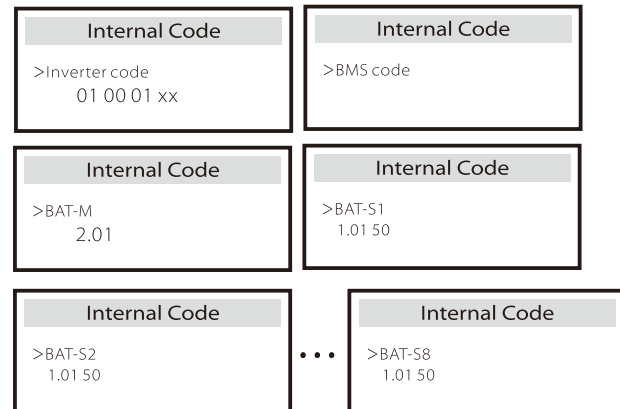 Internal Code
>Inverter code
01 00 01 xx
Internal Code
>BMS code
Internal Code
>BAT-M
2.01
Internal Code
>BAT-S1
1.01 50
Internal Code
>BAT-S2
1.01 50
...
Internal Code
>BAT-S8
1.01 50